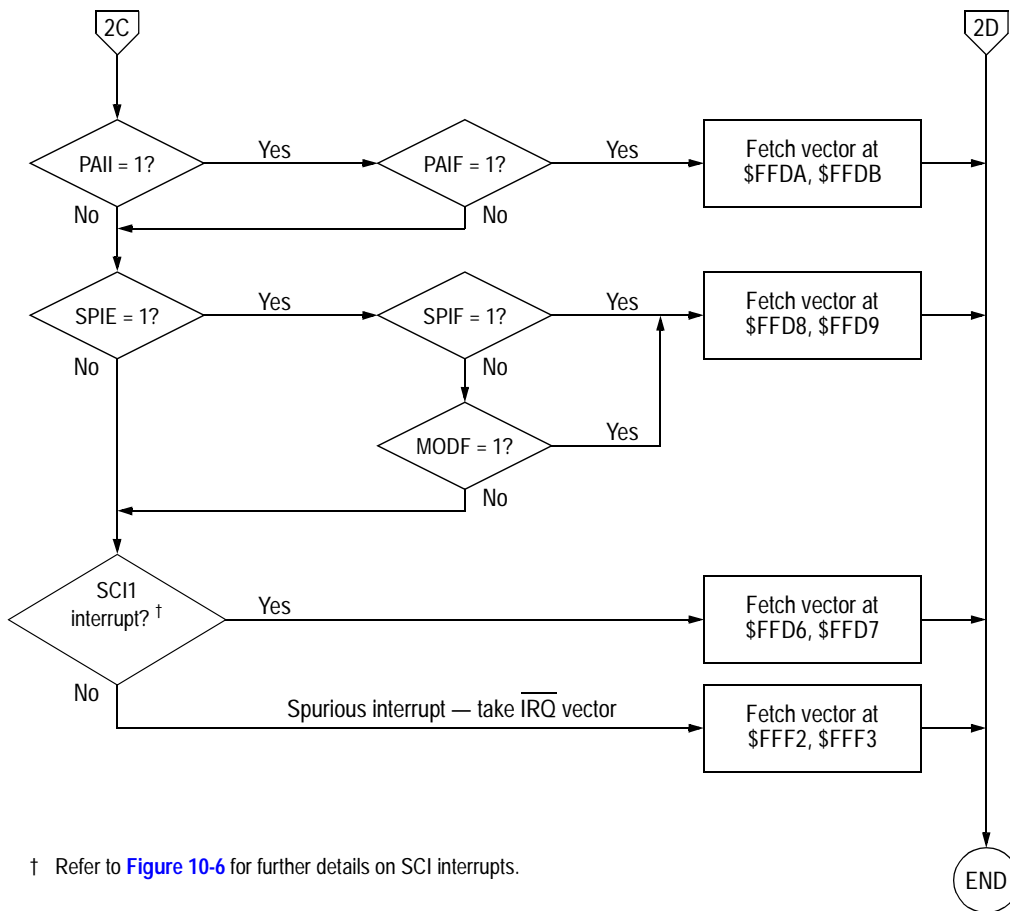 2C
2D
PAII = 1?
Yes
PAIF = 1?
Yes
Fetch vector at
$FFDA, $FFDB
No
No
SPIE = 1?
Yes
SPIF = 1?
Yes
Fetch vector at
$FFD8, $FFD9
No
No
MODF = 1?
Yes
No
SCI1
interrupt? †
Yes
Fetch vector at
$FFD6, $FFD7
No
Spurious interrupt — take I̅R̅Q̅ vector
Fetch vector at
$FFF2, $FFF3
† Refer to Figure 10-6 for further details on SCI interrupts.
END